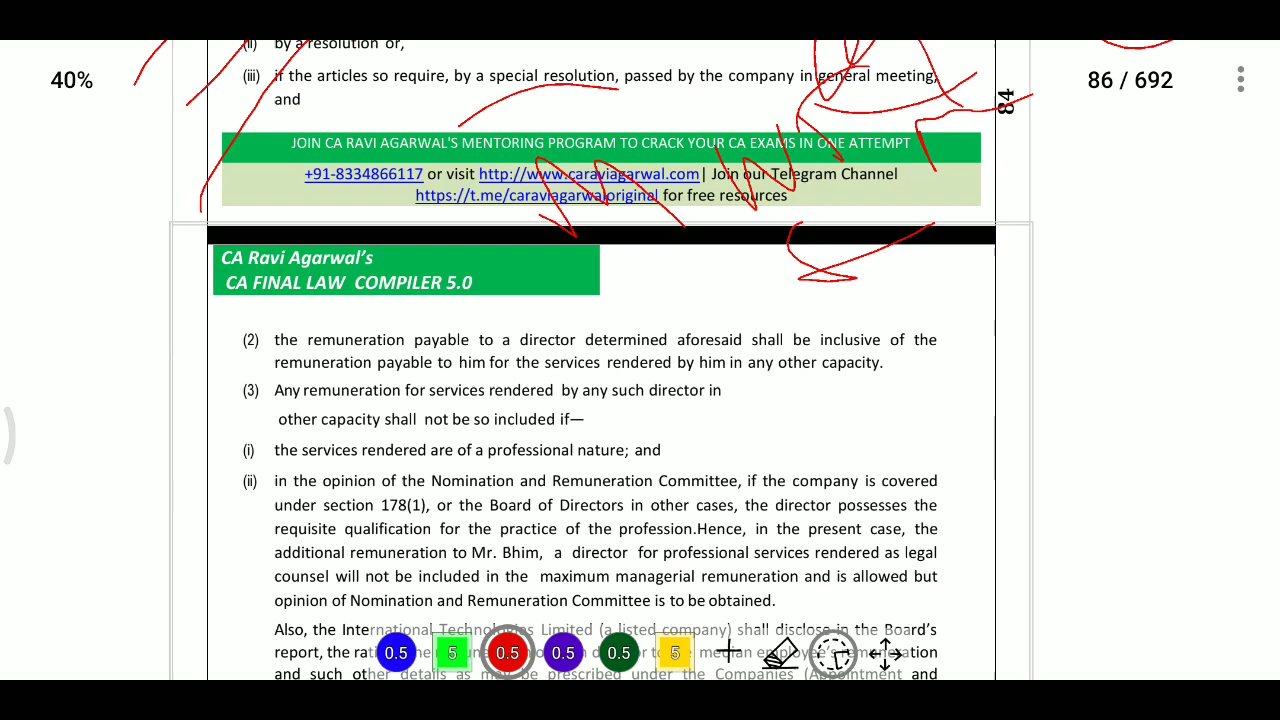 40%
86 / 692
(ii) by a resolution or,
(iii) if the articles so require, by a special resolution, passed by the company in general meeting,
and
84
JOIN CA RAVI AGARWAL'S MENTORING PROGRAM TO CRACK YOUR CA EXAMS IN ONE ATTEMPT
+91-8334866117 or visit http://www.caraviagarwal.com| Join our Telegram Channel
https://t.me/caraviagarwaloriginal for free resources
CA Ravi Agarwal's
CA FINAL LAW COMPILER 5.0
(2) the remuneration payable to a director determined aforesaid shall be inclusive of the
remuneration payable to him for the services rendered by him in any other capacity.
(3) Any remuneration for services rendered by any such director in
other capacity shall not be so included if—
(i) the services rendered are of a professional nature; and
(ii) in the opinion of the Nomination and Remuneration Committee, if the company is covered
under section 178(1), or the Board of Directors in other cases, the director possesses the
requisite qualification for the practice of the profession.Hence, in the present case, the
additional remuneration to Mr. Bhim, a director for professional services rendered as legal
counsel will not be included in the maximum managerial remuneration and is allowed but
opinion of Nomination and Remuneration Committee is to be obtained.
Also, the International Technologies Limited (a listed company) shall disclose in the Board's
report, the median employee's remuneration
and such other details as may be prescribed under the Companies (Appointment and
0.5 5 0.5 0.5 0.5 5